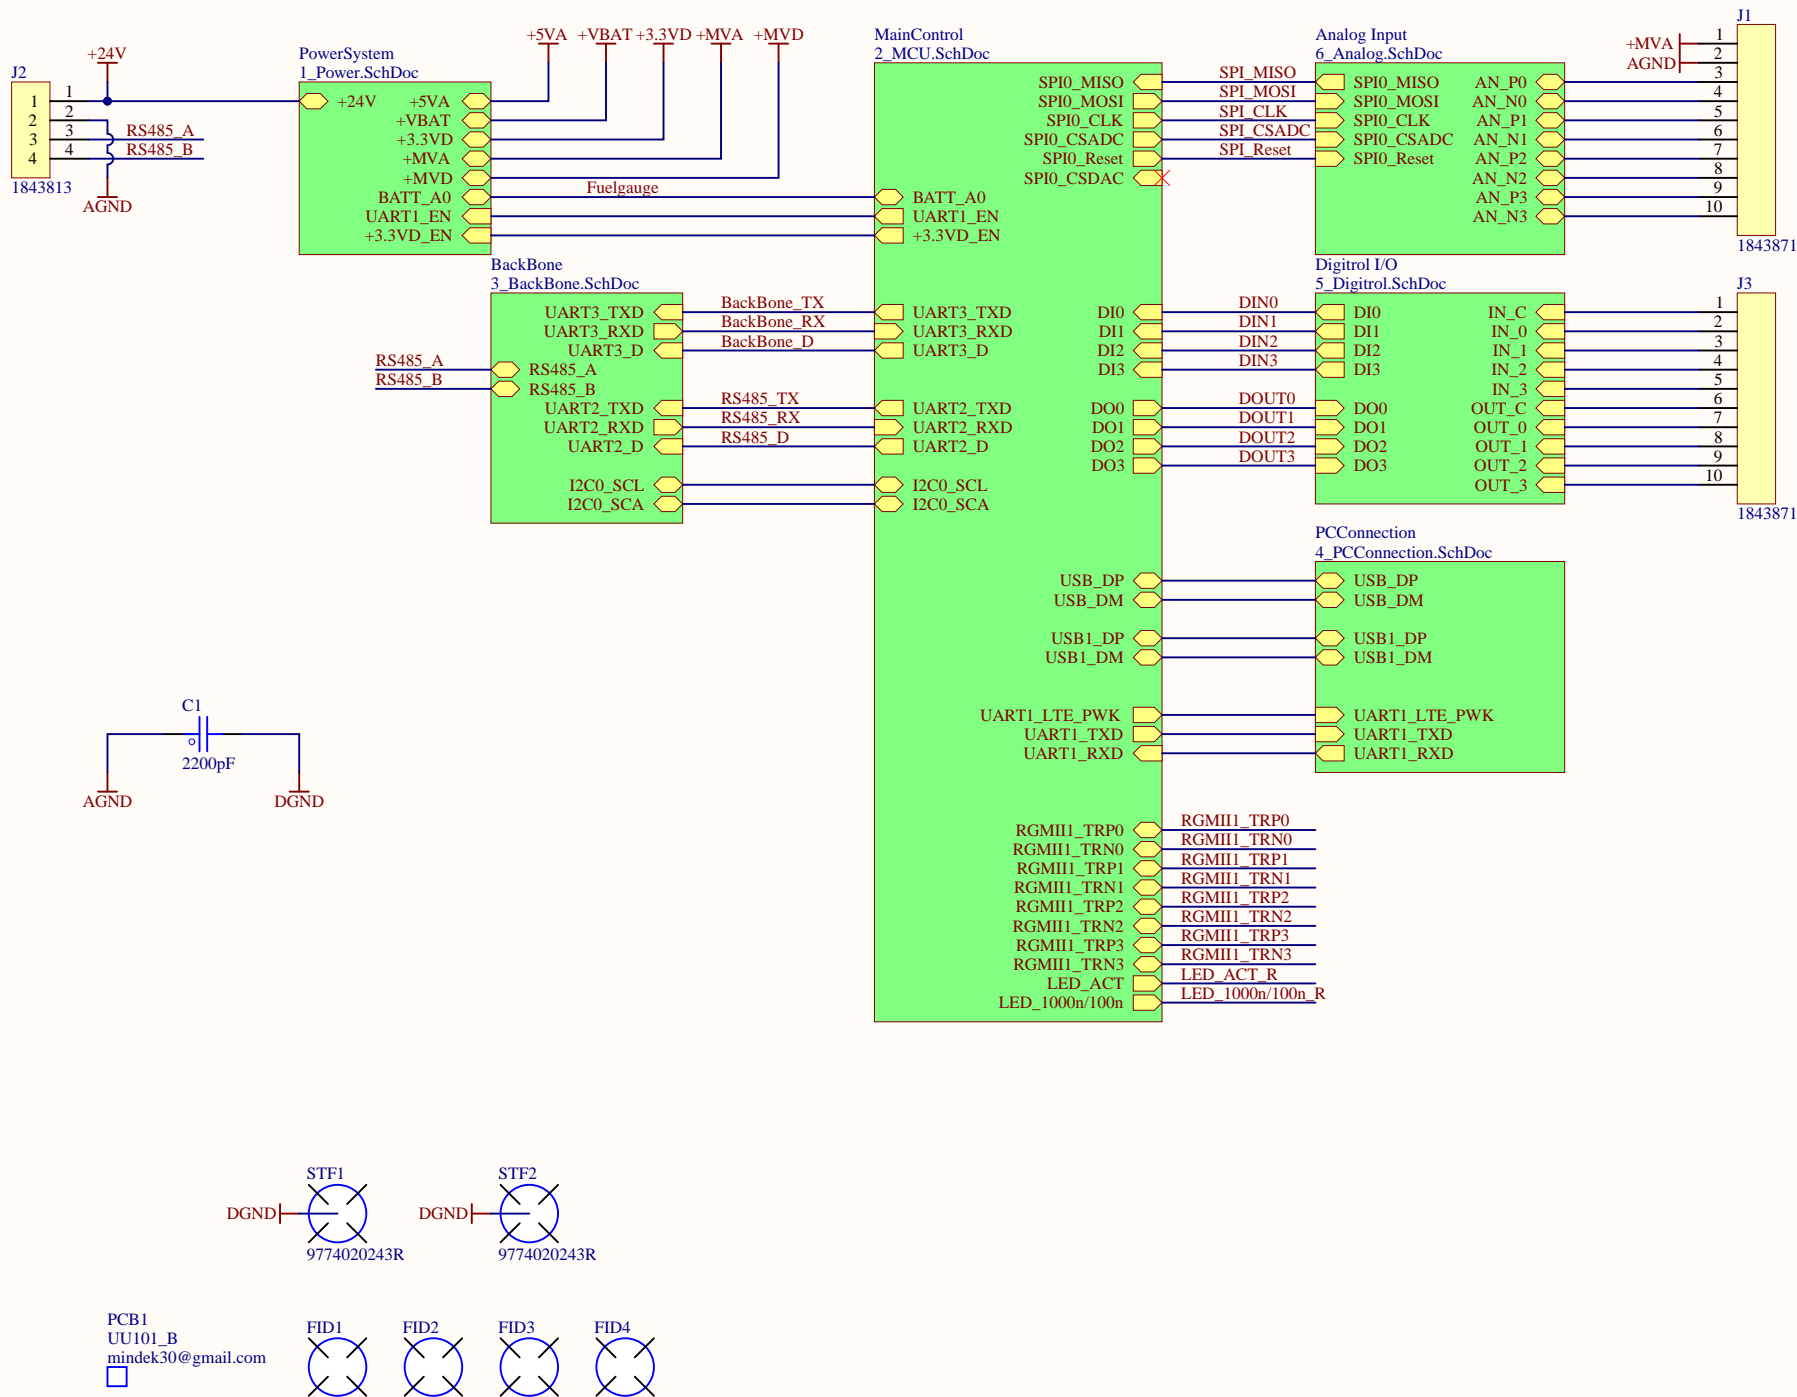 J2
+24V
1
2
3
4
1
2
3
4
RS485_A
RS485_B
1843813
AGND
PowerSystem
1_Power.SchDoc
+24V
+5VA
+VBAT
+3.3VD
+MVA
+MVD
BATT_A0
UART1_EN
+3.3VD_EN
+5VA +VBAT +3.3VD +MVA +MVD
Fuelgauge
BackBone
3_BackBone.SchDoc
UART3_TXD
UART3_RXD
UART3_D
RS485_A
RS485_B
UART2_TXD
UART2_RXD
UART2_D
I2C0_SCL
I2C0_SCA
RS485_A
RS485_B
BackBone_TX
BackBone_RX
BackBone_D
RS485_TX
RS485_RX
RS485_D
MainControl
2_MCU.SchDoc
BATT_A0
UART1_EN
+3.3VD_EN
UART3_TXD
UART3_RXD
UART3_D
UART2_TXD
UART2_RXD
UART2_D
I2C0_SCL
I2C0_SCA
SPI0_MISO
SPI0_MOSI
SPI0_CLK
SPI0_CSADC
SPI0_Reset
SPI0_CSDAC
DI0
DI1
DI2
DI3
DO0
DO1
DO2
DO3
USB_DP
USB_DM
USB1_DP
USB1_DM
UART1_LTE_PWK
UART1_TXD
UART1_RXD
RGMII1_TRP0
RGMII1_TRN0
RGMII1_TRP1
RGMII1_TRN1
RGMII1_TRP2
RGMII1_TRN2
RGMII1_TRP3
RGMII1_TRN3
LED_ACT
LED_1000n/100n
SPI_MISO
SPI_MOSI
SPI_CLK
SPI_CSADC
SPI_Reset
DIN0
DIN1
DIN2
DIN3
DOUT0
DOUT1
DOUT2
DOUT3
RGMII1_TRP0
RGMII1_TRN0
RGMII1_TRP1
RGMII1_TRN1
RGMII1_TRP2
RGMII1_TRN2
RGMII1_TRP3
RGMII1_TRN3
LED_ACT_R
LED_1000n/100n_R
Analog Input
6_Analog.SchDoc
SPI0_MISO
SPI0_MOSI
SPI0_CLK
SPI0_CSADC
SPI0_Reset
AN_P0
AN_N0
AN_P1
AN_N1
AN_P2
AN_N2
AN_P3
AN_N3
J1
+MVA
AGND
1
2
3
4
5
6
7
8
9
10
1843871
Digitrol I/O
5_Digitrol.SchDoc
DI0
DI1
DI2
DI3
DO0
DO1
DO2
DO3
IN_C
IN_0
IN_1
IN_2
IN_3
OUT_C
OUT_0
OUT_1
OUT_2
OUT_3
J3
1
2
3
4
5
6
7
8
9
10
1843871
PCConnection
4_PCConnection.SchDoc
USB_DP
USB_DM
USB1_DP
USB1_DM
UART1_LTE_PWK
UART1_TXD
UART1_RXD
C1
2200pF
AGND
DGND
STF1
DGND
9774020243R
STF2
DGND
9774020243R
PCB1
UU101_B
mindek30@gmail.com
FID1
FID2
FID3
FID4